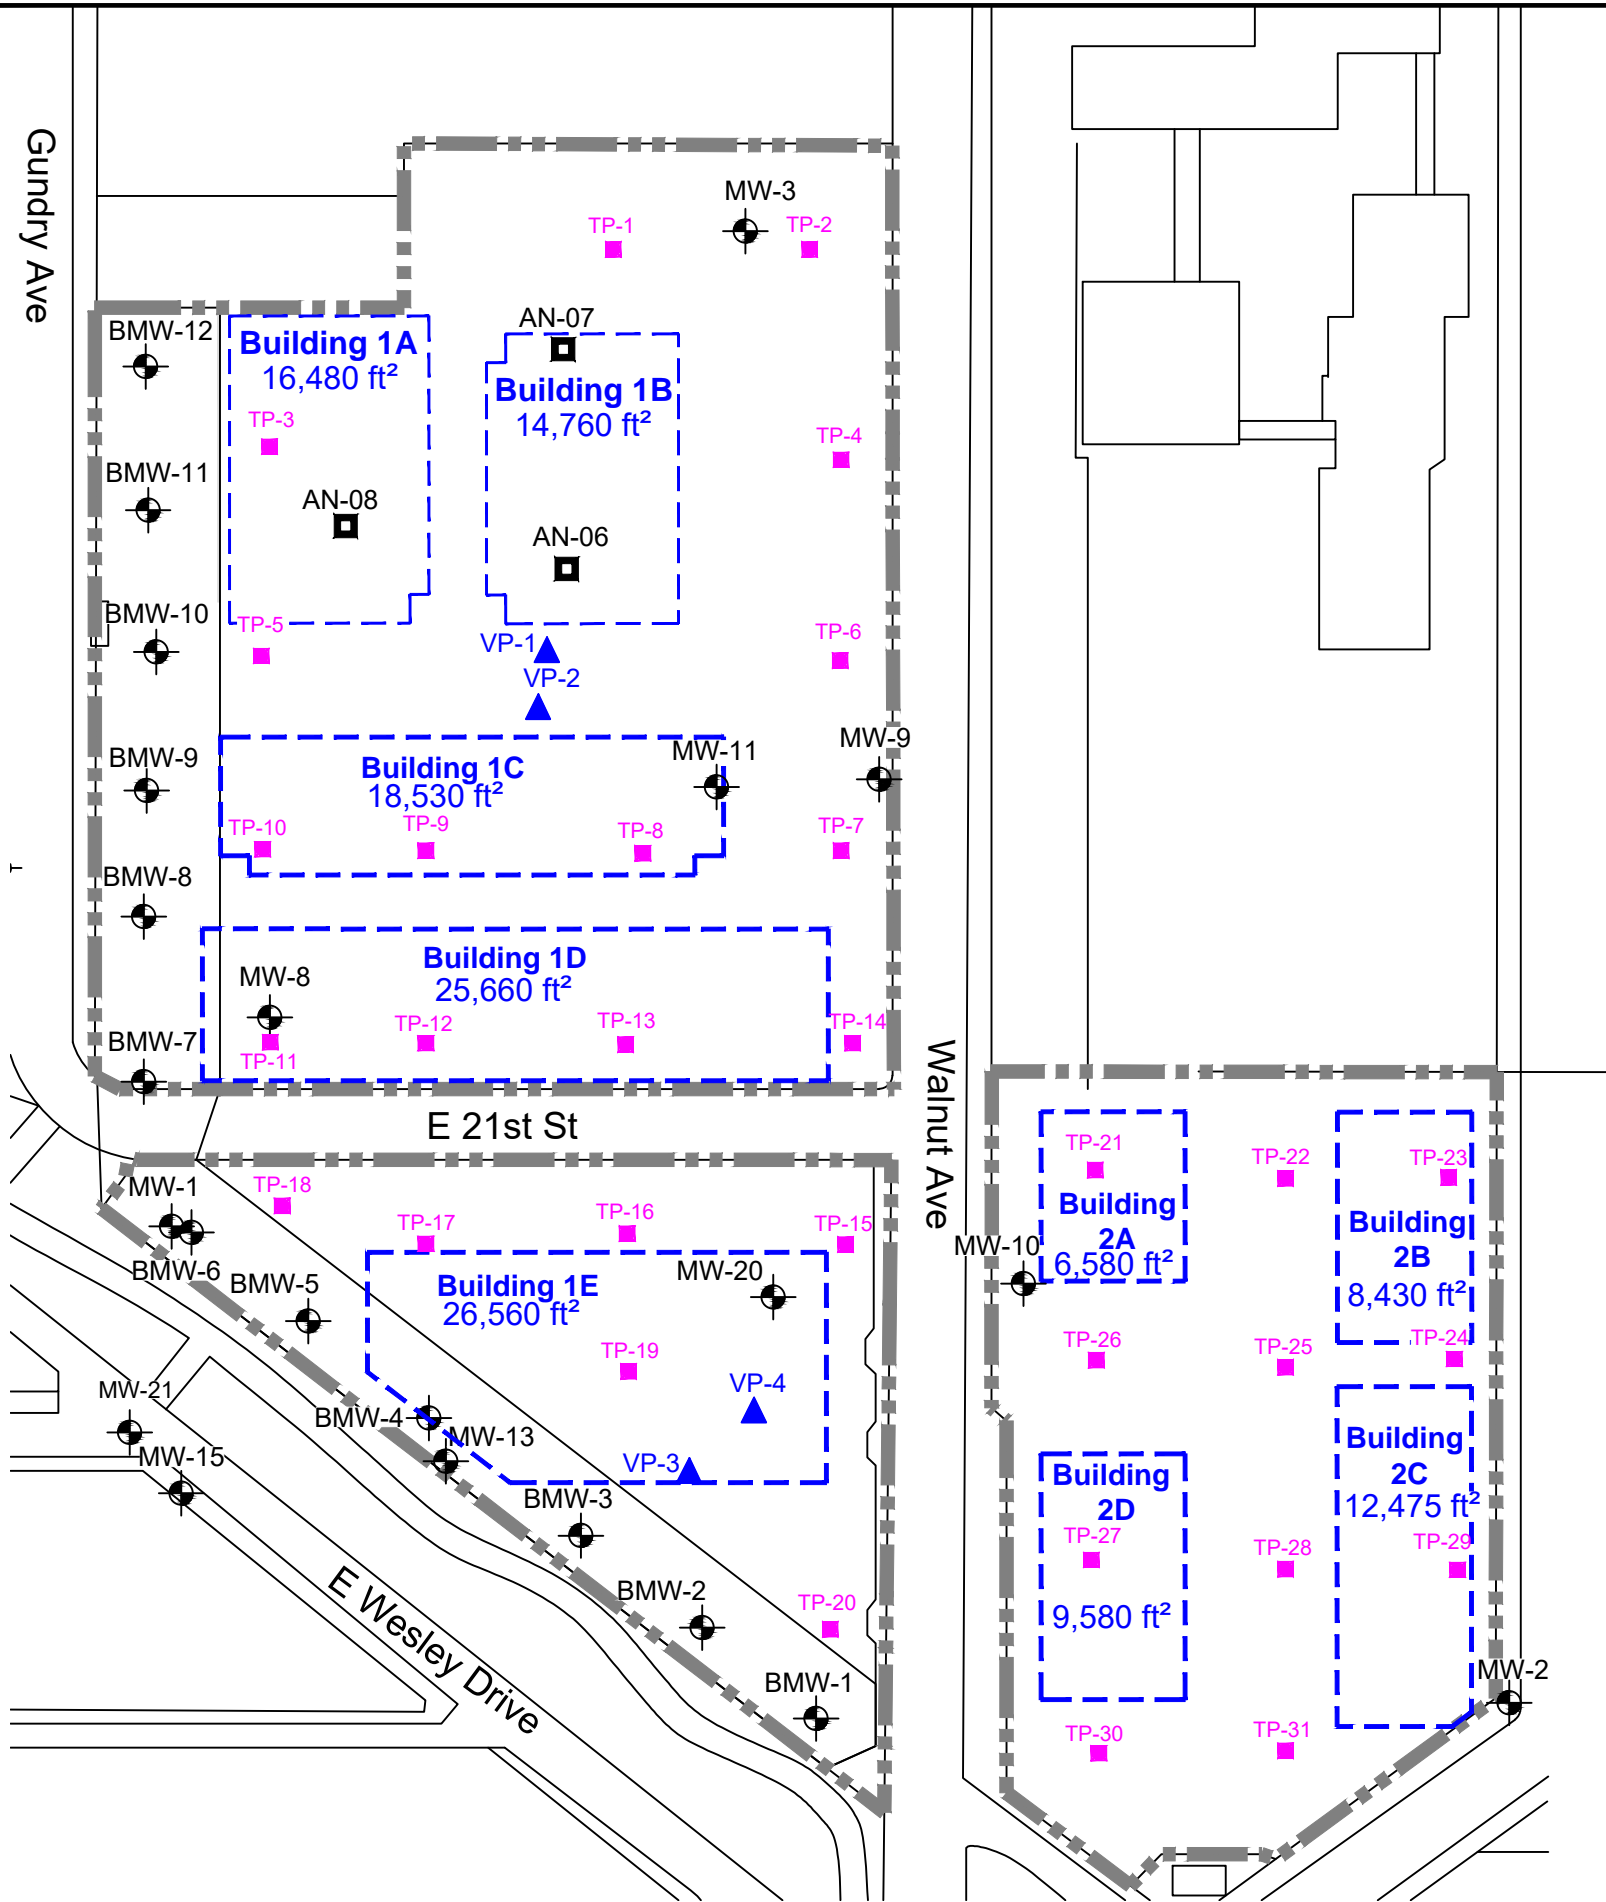 Gundry Ave
MW-3
TP-1
TP-2
BMW-12
Building 1A
16,480 ft²
AN-07
Building 1B
14,760 ft²
TP-3
TP-4
BMW-11
AN-08
AN-06
BMW-10
TP-5
VP-1
VP-2
TP-6
BMW-9
Building 1C
18,530 ft²
MW-11
MW-9
TP-10
TP-9
TP-8
TP-7
BMW-8
Building 1D
25,660 ft²
MW-8
TP-11
TP-12
TP-13
TP-14
BMW-7
E 21st St
Walnut Ave
MW-1
BMW-6
TP-18
TP-17
TP-16
TP-15
BMW-5
Building 1E
26,560 ft²
MW-20
TP-19
VP-4
MW-21
BMW-4
MW-13
VP-3
MW-15
BMW-3
BMW-2
TP-20
E Wesley Drive
BMW-1
TP-21
Building
2A
6,580 ft²
MW-10
TP-22
TP-23
Building
2B
8,430 ft²
TP-26
TP-25
TP-24
Building
2D
TP-27
9,580 ft²
Building
2C
12,475 ft²
TP-28
TP-29
MW-2
TP-30
TP-31